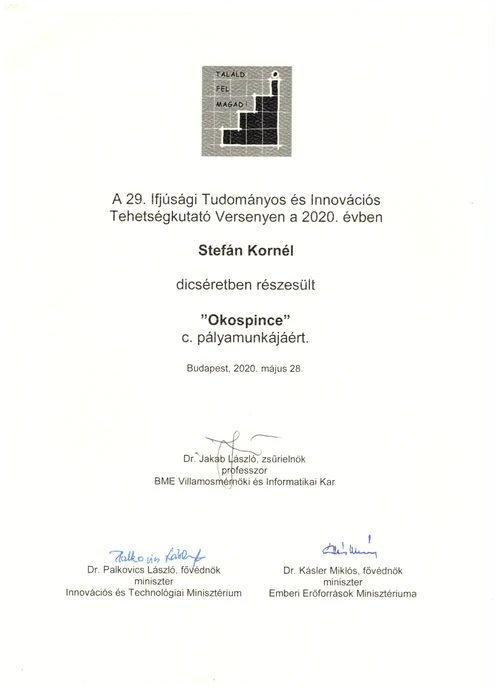 TALÁLD
FEL
MAGAD!
A 29. Ifjúsági Tudományos és Innovációs
Tehetségkutató Versenyen a 2020. évben
Stefán Kornél
dicséretben részesült
”Okospince”
c. pályamunkájáért.
Budapest, 2020. május 28.
Dr. Jakab László, zsűrielnök
professzor
BME Villamosmérnöki és Informatikai Kar
Palkovics László
Dr. Palkovics László, fővédnök
miniszter
Innovációs és Technológiai Minisztérium
Dr. Kásler Miklós, fővédnök
miniszter
Emberi Erőforrások Minisztériuma